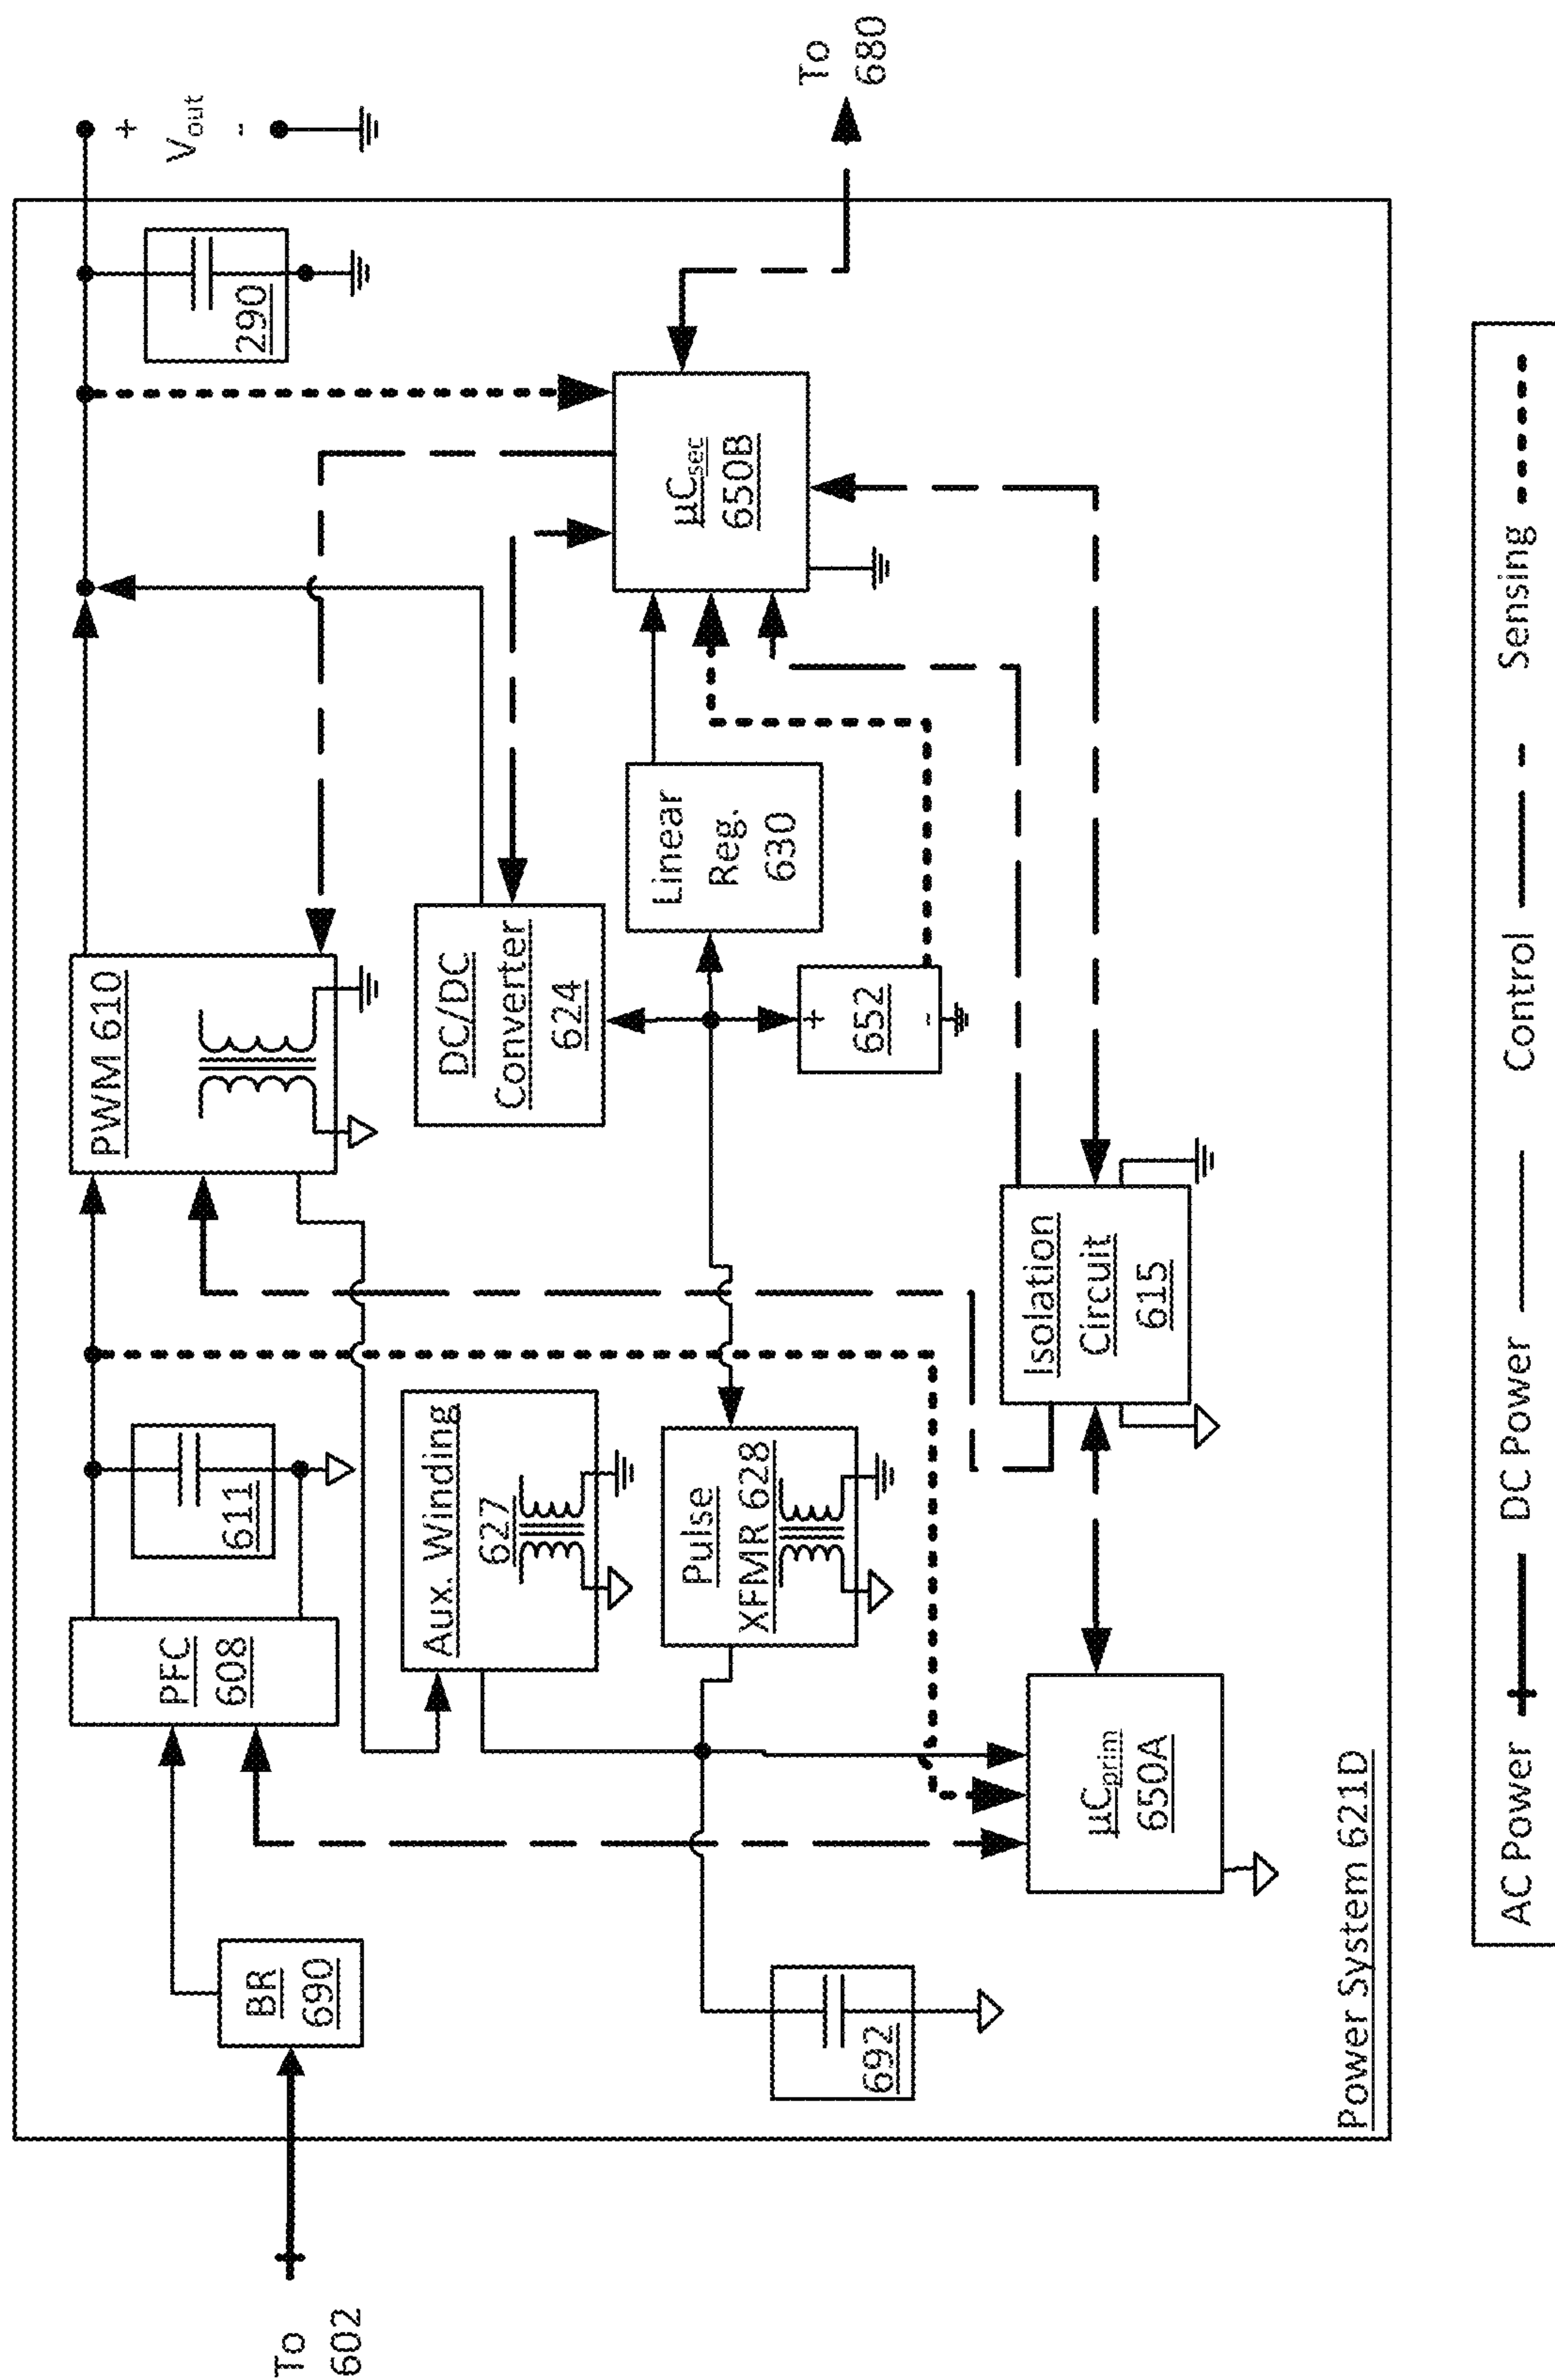 To
602
BR
690
PFC
608
611
PWM 610
290
+
Vout
-
Aux. Winding
627
DC/DC
Converter
624
Pulse
XFMR 628
Linear
Reg.
630
+
652
-
µCsec
650B
To
680
692
µCprim
650A
Isolation
Circuit
615
Power System 621D
AC Power
DC Power
Control
Sensing